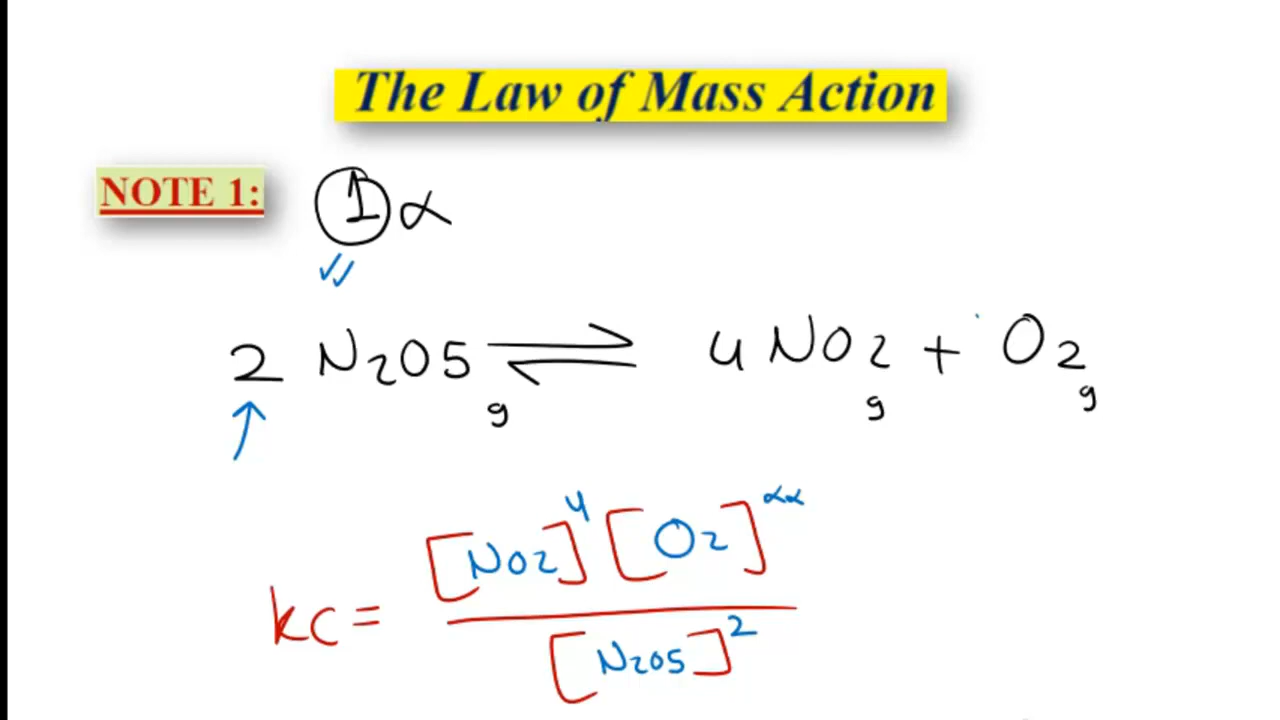 The Law of Mass Action
NOTE 1: 1 ∝
2 N2O5 g ⇌ 4 NO2 g + O2 g
kc = [NO2]^4 [O2]^∝∝
[N2O5]^2